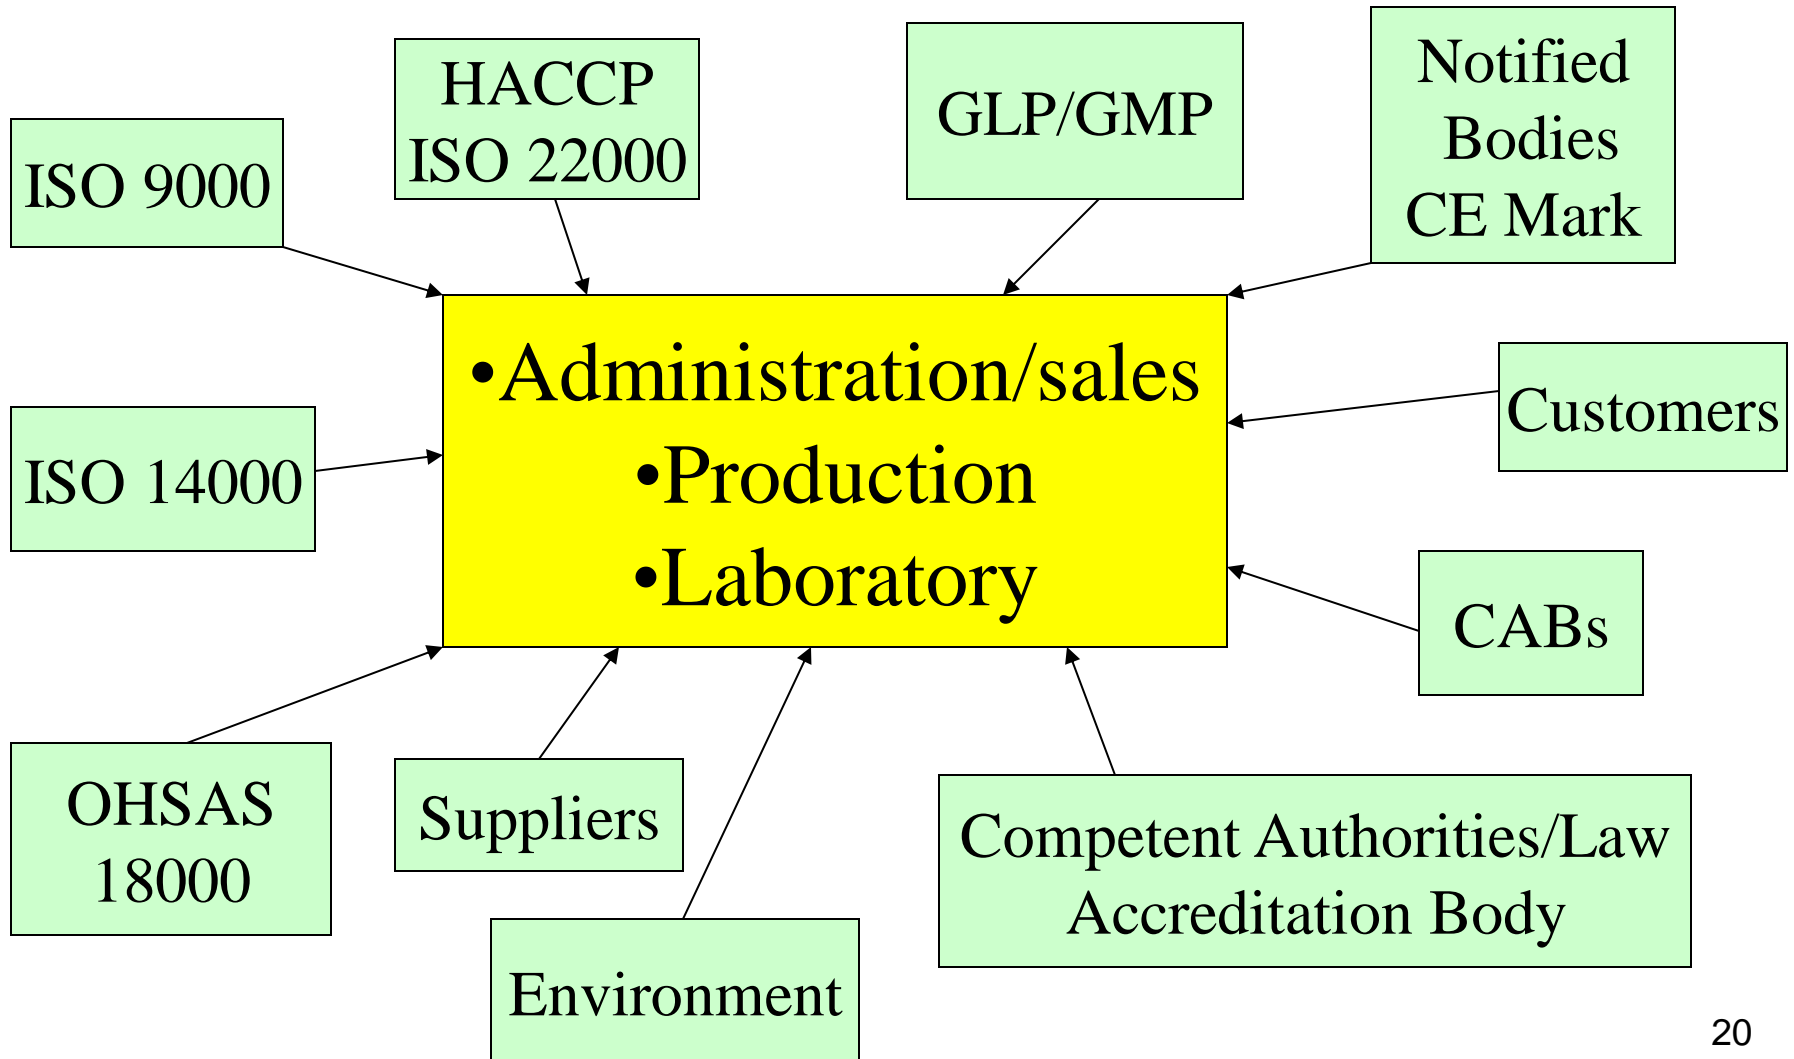 HACCP
ISO 22000
GLP/GMP
Notified
Bodies
CE Mark
ISO 9000
•Administration/sales
•Production
•Laboratory
Customers
ISO 14000
CABs
OHSAS
18000
Suppliers
Competent Authorities/Law
Accreditation Body
Environment
20